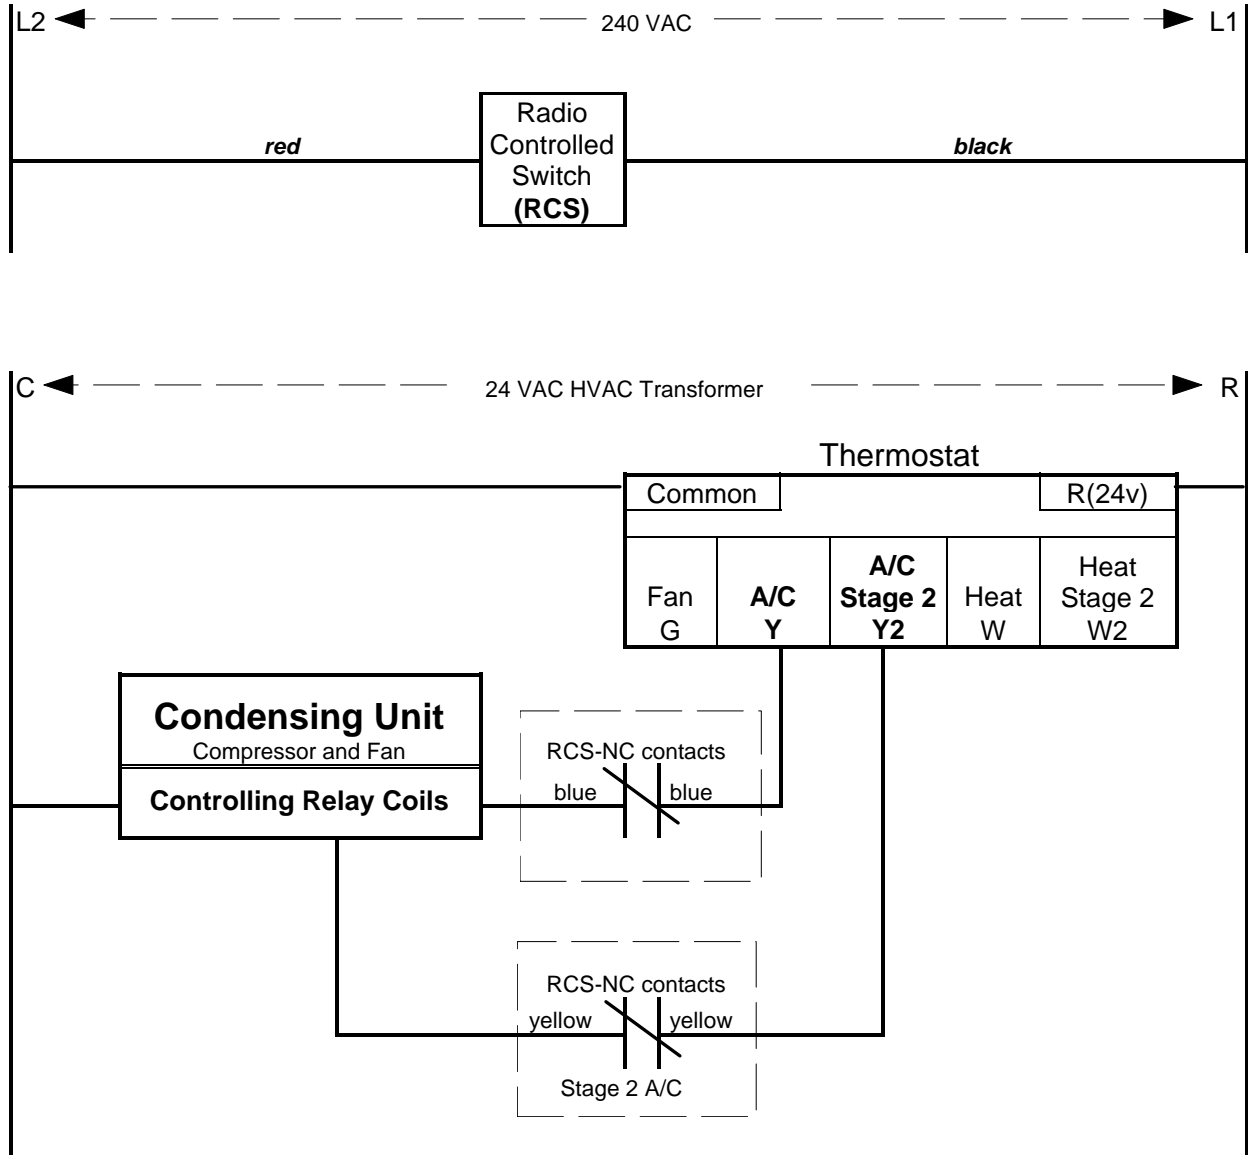 L2
240 VAC
L1
Radio
Controlled
Switch
(RCS)
red
black
C
24 VAC HVAC Transformer
R
Thermostat
Common
R(24v)
Fan
G
A/C
Y
A/C
Stage 2
Y2
Heat
W
Heat
Stage 2
W2
Condensing Unit
Compressor and Fan
Controlling Relay Coils
RCS-NC contacts
blue
blue
RCS-NC contacts
yellow
yellow
Stage 2 A/C